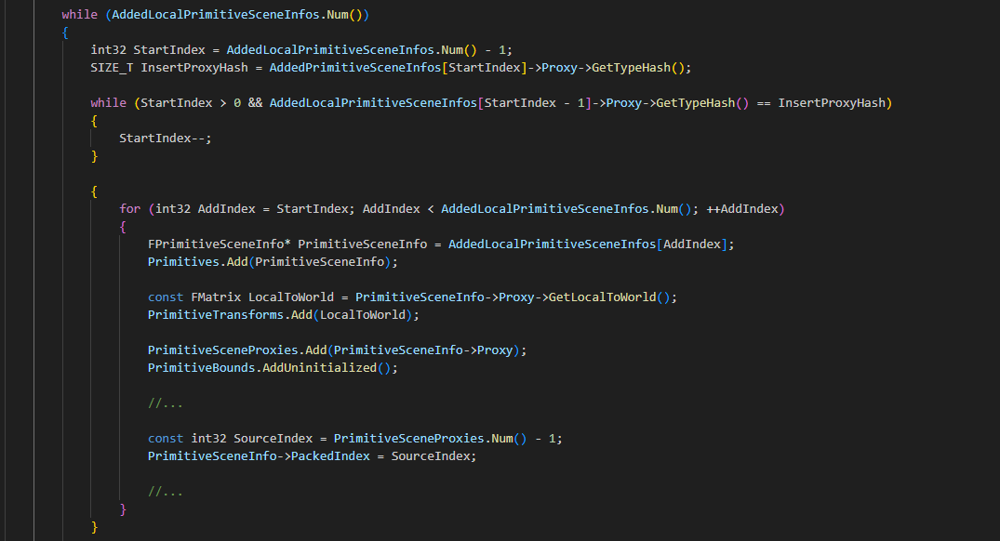 while (AddedLocalPrimitiveSceneInfos.Num())
{
int32 StartIndex = AddedLocalPrimitiveSceneInfos.Num() - 1;
SIZE_T InsertProxyHash = AddedPrimitiveSceneInfos[StartIndex]->Proxy->GetTypeHash();
while (StartIndex > 0 && AddedLocalPrimitiveSceneInfos[StartIndex - 1]->Proxy->GetTypeHash() == InsertProxyHash)
{
StartIndex--;
}
{
for (int32 AddIndex = StartIndex; AddIndex < AddedLocalPrimitiveSceneInfos.Num(); ++AddIndex)
{
FPrimitiveSceneInfo* PrimitiveSceneInfo = AddedLocalPrimitiveSceneInfos[AddIndex];
Primitives.Add(PrimitiveSceneInfo);
const FMatrix LocalToWorld = PrimitiveSceneInfo->Proxy->GetLocalToWorld();
PrimitiveTransforms.Add(LocalToWorld);
PrimitiveSceneProxies.Add(PrimitiveSceneInfo->Proxy);
PrimitiveBounds.AddUninitialized();
//...
const int32 SourceIndex = PrimitiveSceneProxies.Num() - 1;
PrimitiveSceneInfo->PackedIndex = SourceIndex;
//...
}
}